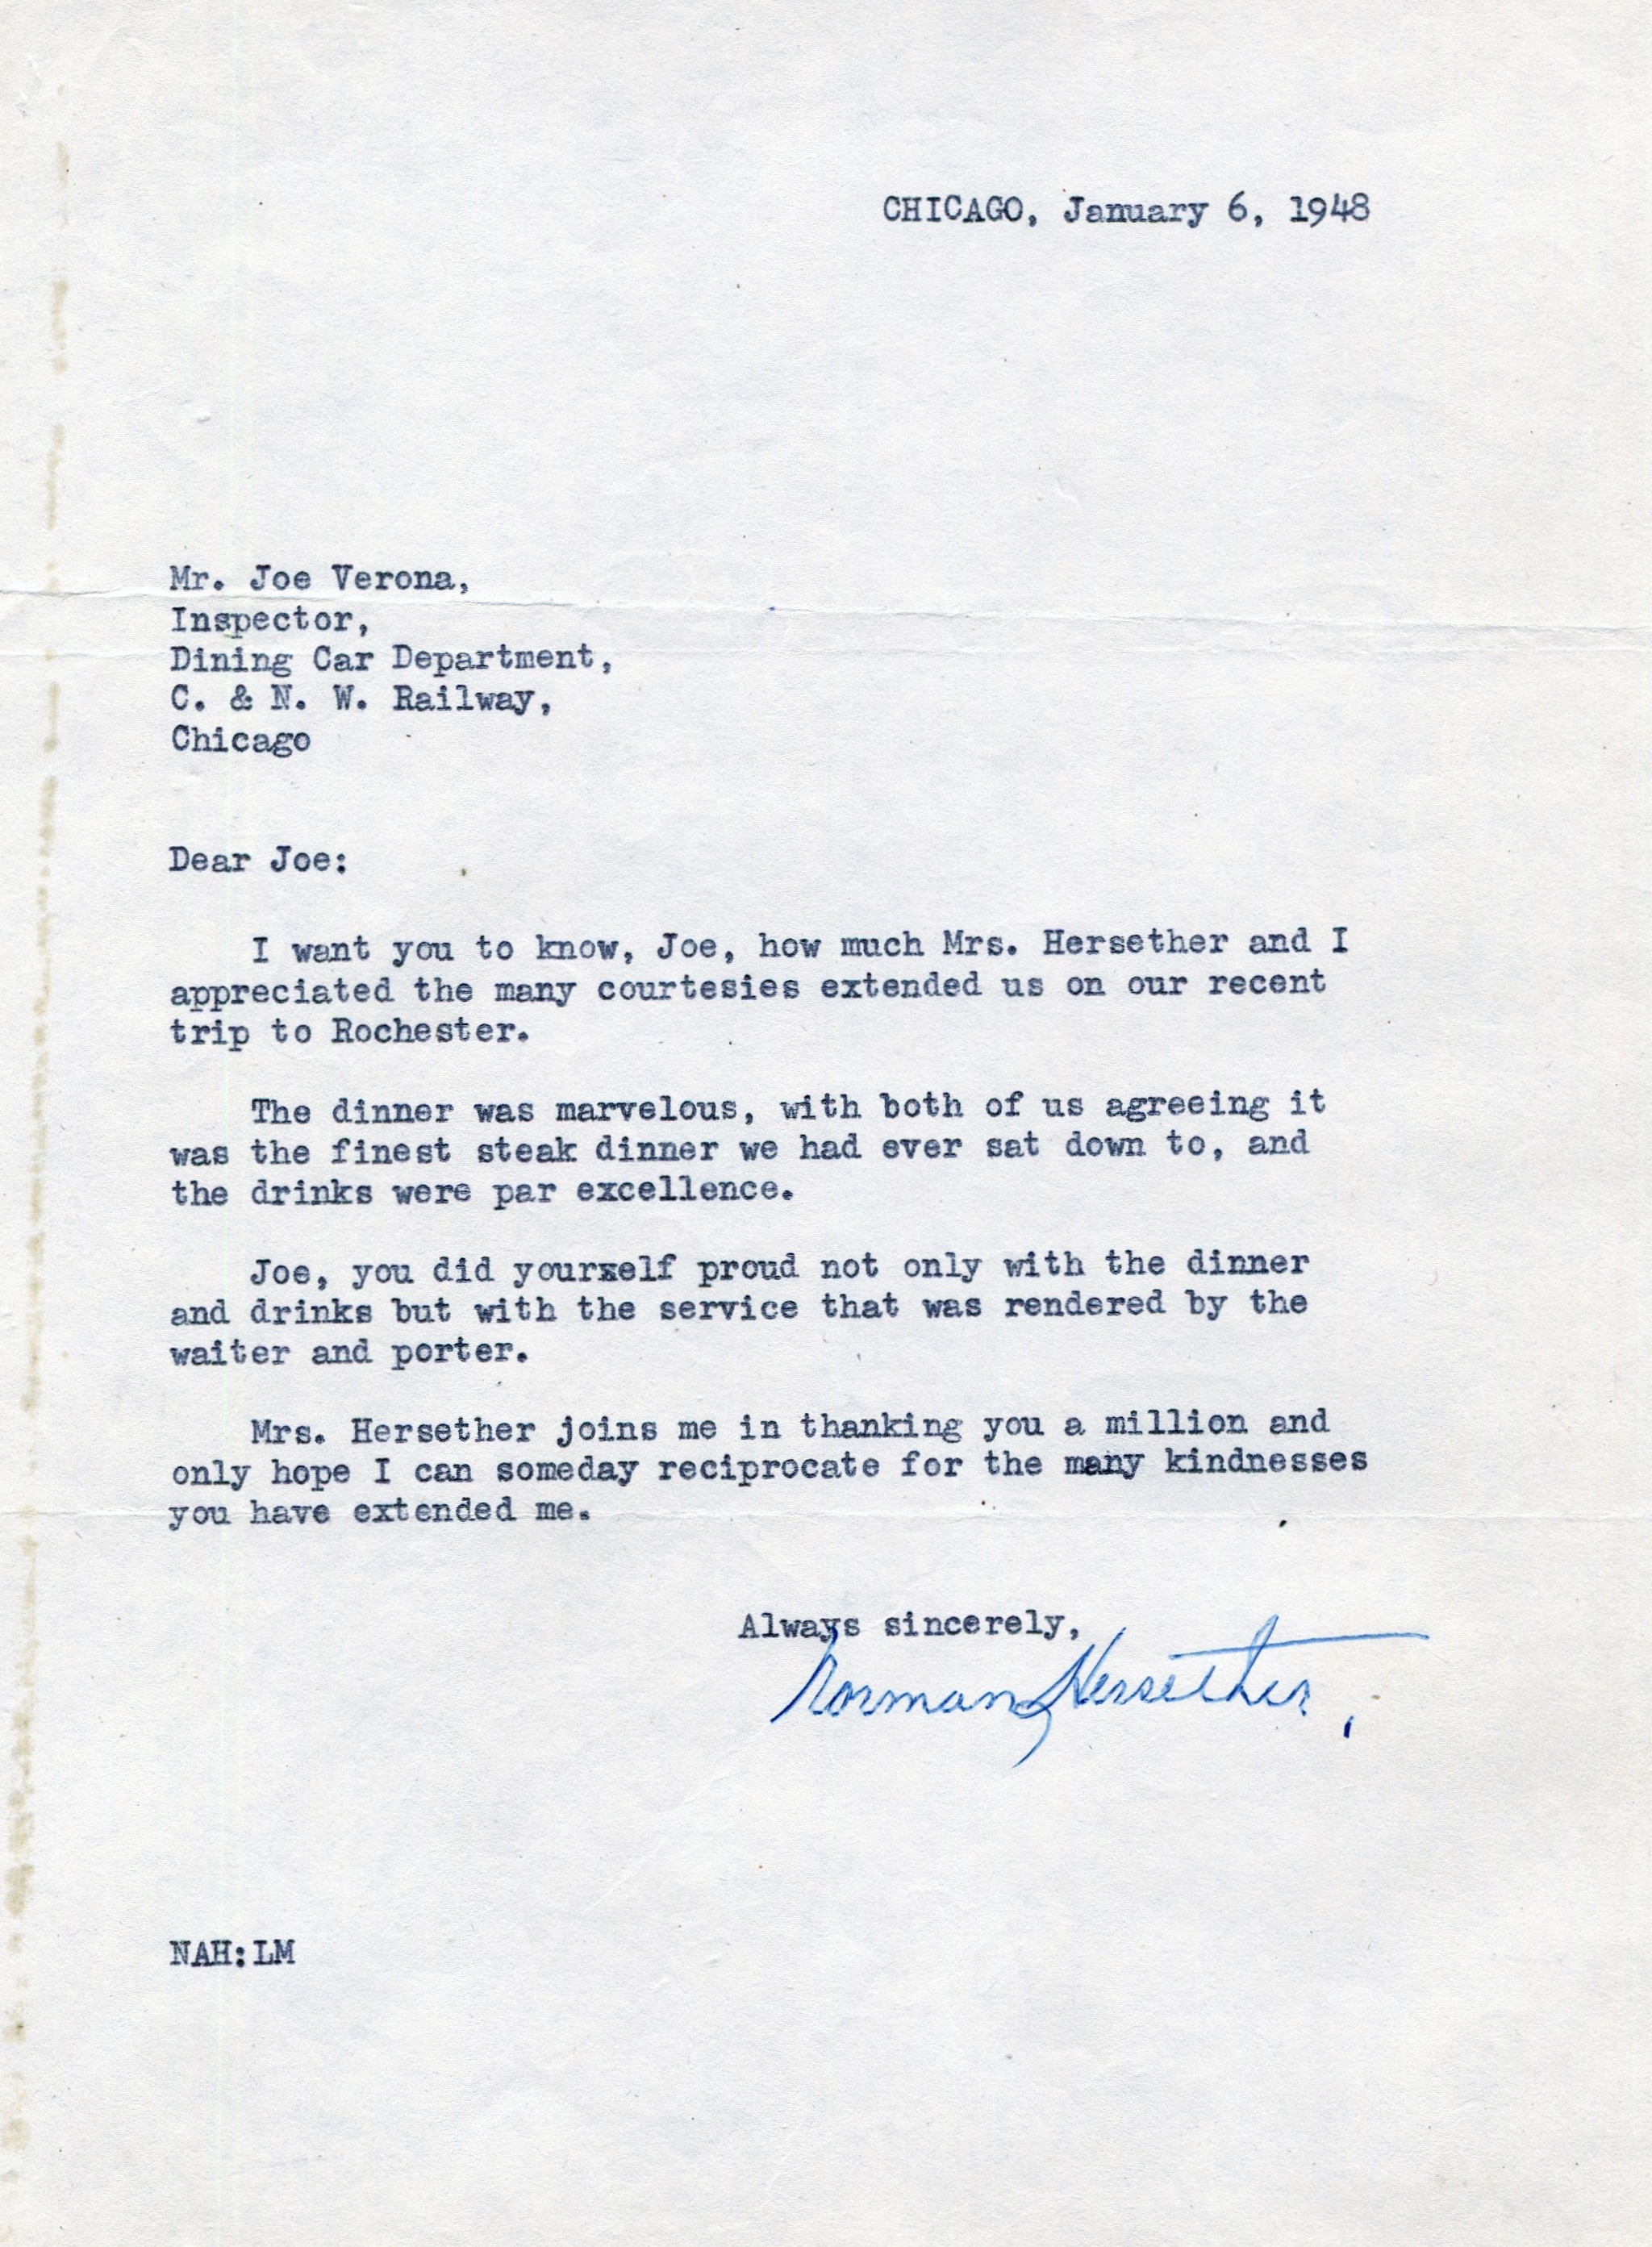 CHICAGO, January 6, 1948
Mr. Joe Verona,
Inspector,
Dining Car Department,
C. & N. W. Railway,
Chicago
Dear Joe:
I want you to know, Joe, how much Mrs. Hersether and I
appreciated the many courtesies extended us on our recent
trip to Rochester.
The dinner was marvelous, with both of us agreeing it
was the finest steak dinner we had ever sat down to, and
the drinks were par excellence.
Joe, you did yourself proud not only with the dinner
and drinks but with the service that was rendered by the
waiter and porter.
Mrs. Hersether joins me in thanking you a million and
only hope I can someday reciprocate for the many kindnesses
you have extended me.
Always sincerely,
Norman Hersether
NAH:LM